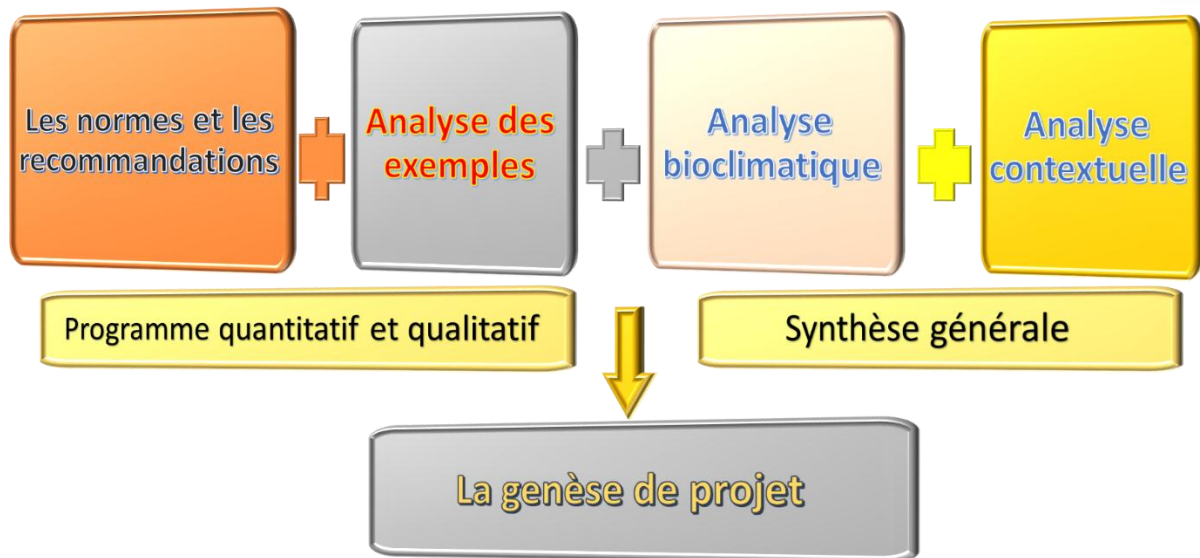 Les normes et les
recommandations
Analyse des
exemples
Analyse
bioclimatique
Analyse
contextuelle
Programme quantitatif et qualitatif
Synthèse générale
La genèse de projet